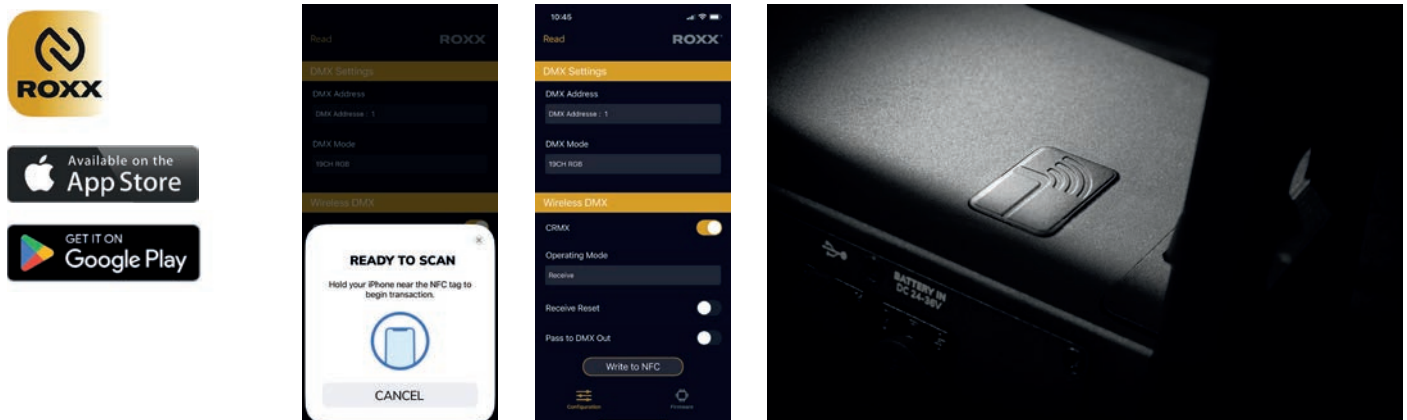 ROXX
Available on the
App Store
GET IT ON
Google Play
Read
ROXX
DMX Settings
DMX Address
DMX Addresse : 1
DMX Mode
19CH RGB
Wireless DMX
READY TO SCAN
Hold your iPhone near the NFC tag to
begin transaction.
CANCEL
10:45
Read
ROXX
DMX Settings
DMX Address
DMX Addresse : 1
DMX Mode
19CH RGB
Wireless DMX
CRMX
Operating Mode
Receive
Receive Reset
Pass to DMX Out
Write to NFC
Configuration
Firmware
BATTERY IN
DC 24-36V